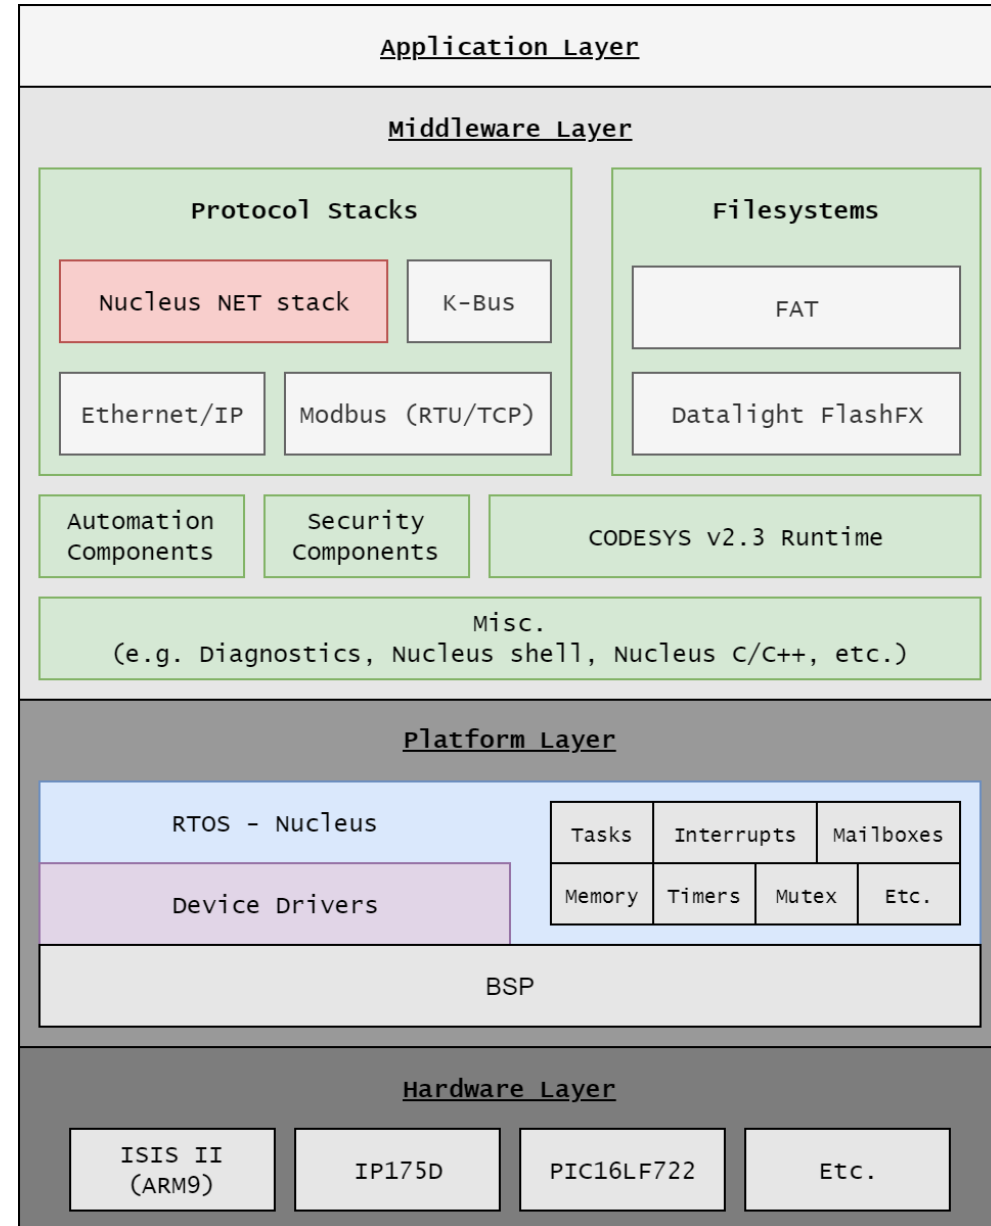 Application Layer
Middleware Layer
Protocol Stacks
Nucleus NET stack
K-Bus
Ethernet/IP
Modbus (RTU/TCP)
Filesystems
FAT
Datalight FlashFX
Automation
Components
Security
Components
CODESYS v2.3 Runtime
Misc.
(e.g. Diagnostics, Nucleus shell, Nucleus C/C++, etc.)
Platform Layer
RTOS - Nucleus
Device Drivers
Tasks
Interrupts
Mailboxes
Memory
Timers
Mutex
Etc.
BSP
Hardware Layer
ISIS II
(ARM9)
IP175D
PIC16LF722
Etc.